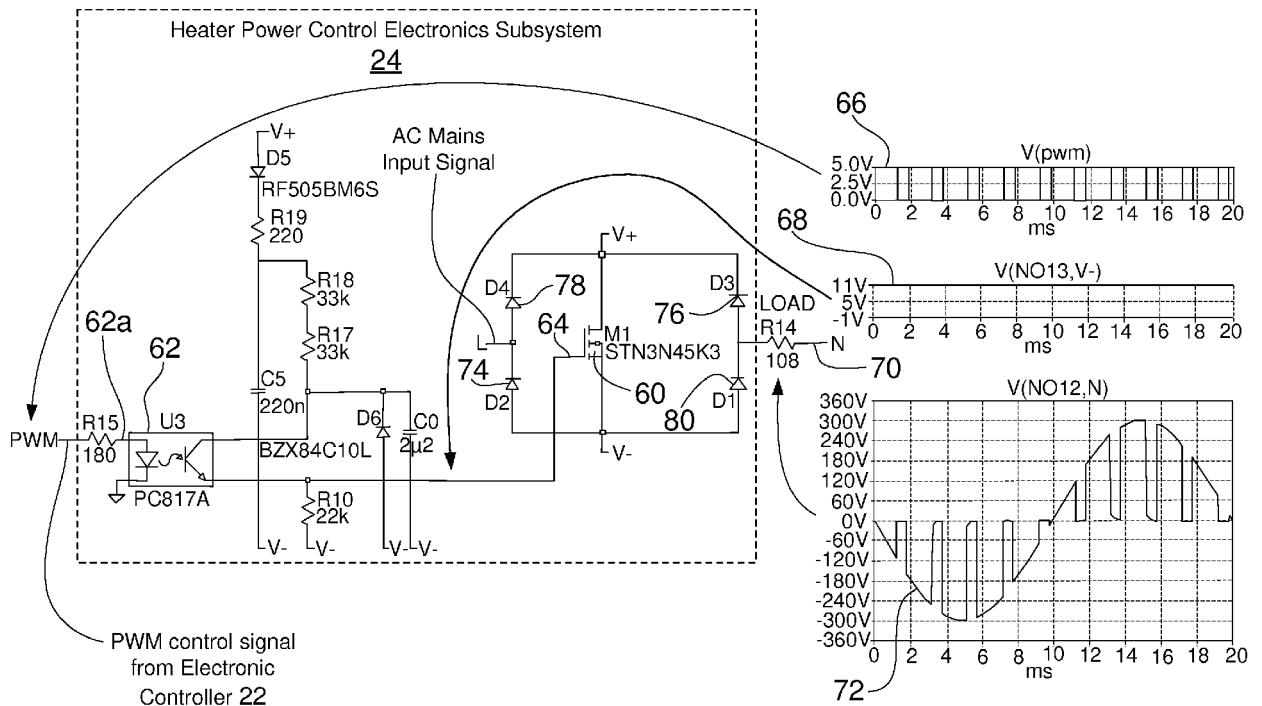 Heater Power Control Electronics Subsystem
24
V+
D5
RF505BM6S
R19
220
R18
33k
R17
33k
C5
220n
D6
C0
2µ2
BZX84C10L
R10
22k
V-
V-
V-
V-
62a
62
PWM
R15
180
U3
PC817A
PWM control signal
from Electronic
Controller 22
AC Mains
Input Signal
V+
D4
78
D3
76
L
64
M1
STN3N45K3
74
D2
60
80
D1
V-
LOAD
R14
108
N
70
66
V(pwm)
5.0V
2.5V
0.0V
0 2 4 6 8 10 12 14 16 18 20
ms
68
V(NO13,V-)
11V
5V
-1V
0 2 4 6 8 10 12 14 16 18 20
ms
V(NO12,N)
360V
300V
240V
180V
120V
60V
0V
-60V
-120V
-180V
-240V
-300V
-360V
0 2 4 6 8 10 12 14 16 18 20
ms
72